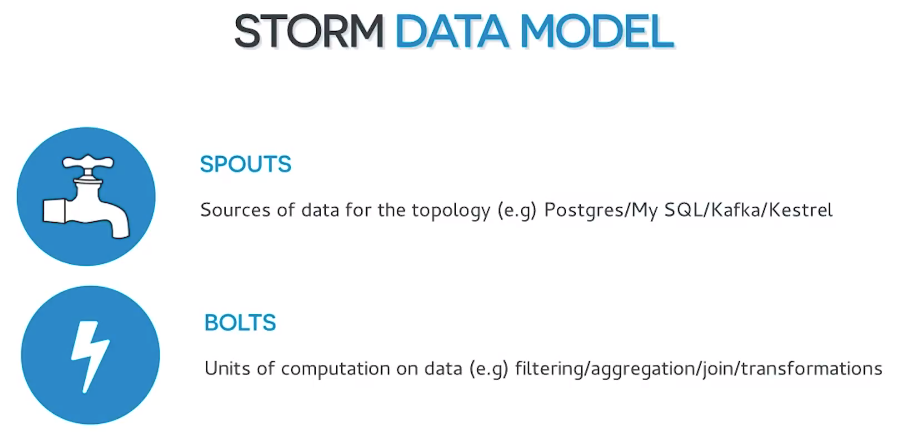 STORM DATA MODEL
SPOUTS
Sources of data for the topology (e.g) Postgres/My SQL/Kafka/Kestrel
BOLTS
Units of computation on data (e.g) filtering/aggregation/join/transformations